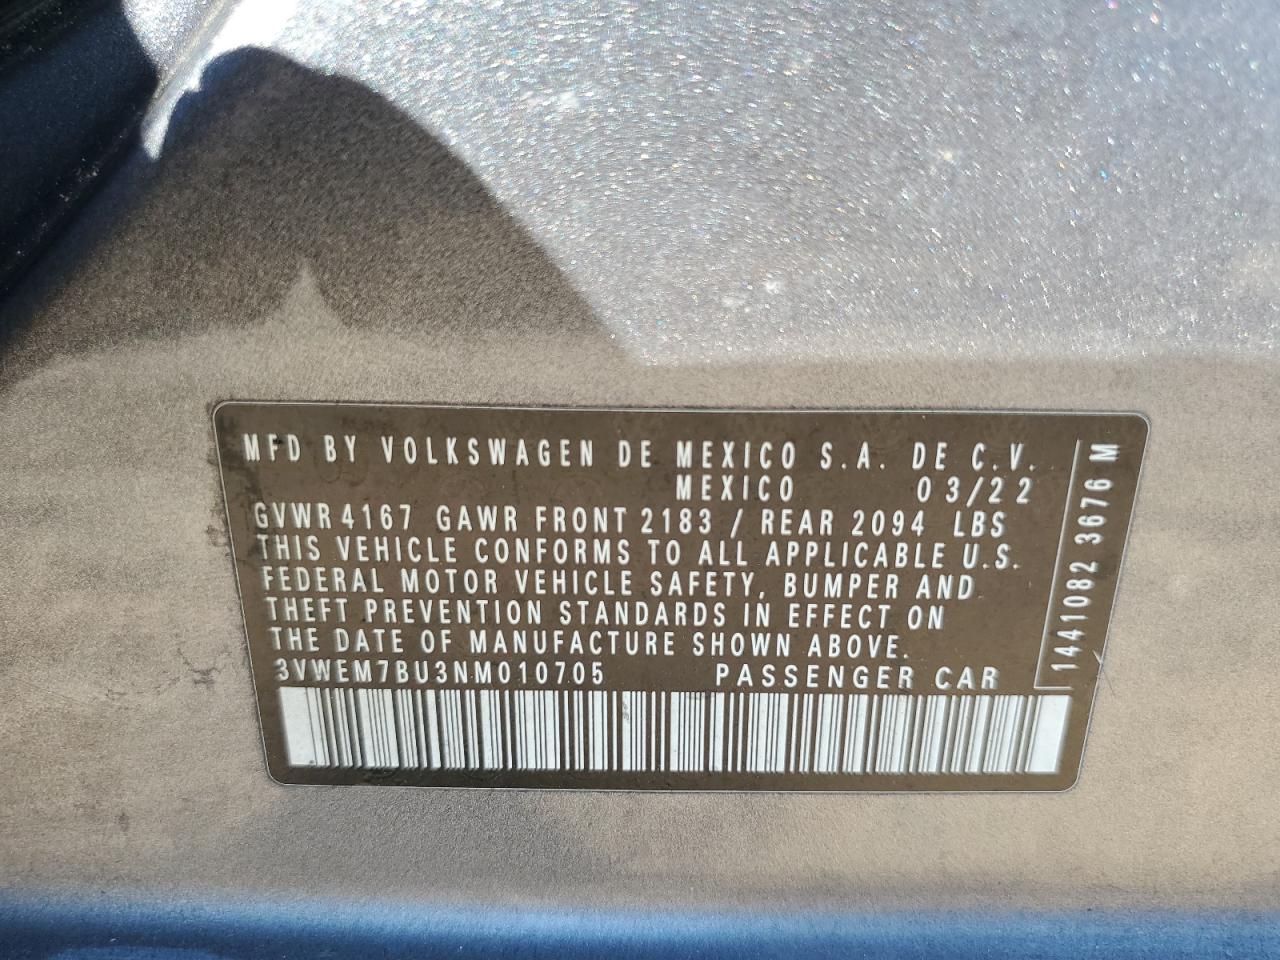 MFD BY VOLKSWAGEN DE MEXICO S.A. DE C.V.
MEXICO 03/22
GVWR 4167 GAWR FRONT 2183 / REAR 2094 LBS
THIS VEHICLE CONFORMS TO ALL APPLICABLE U.S.
FEDERAL MOTOR VEHICLE SAFETY, BUMPER AND
THEFT PREVENTION STANDARDS IN EFFECT ON
THE DATE OF MANUFACTURE SHOWN ABOVE.
3VWEM7BU3NM010705 PASSENGER CAR
1441082 3676 M